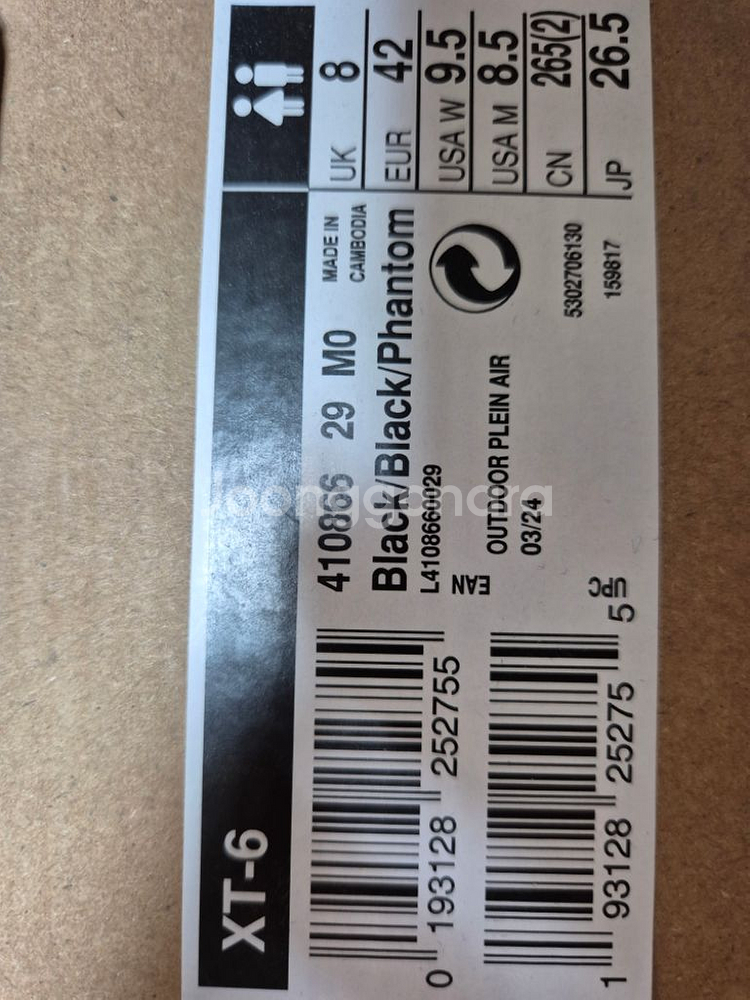 XT-6
410866 29 M0
MADE IN
CAMBODIA
Black/Black/Phantom
L4108660029
EAN
OUTDOOR PLEIN AIR
03/24
5302706130
159817
UPC
0 193128 252755
1 93128 25275 5
UK 8
EUR 42
USA W 9.5
USA M 8.5
CN 265(2)
JP 26.5
Joonggonara